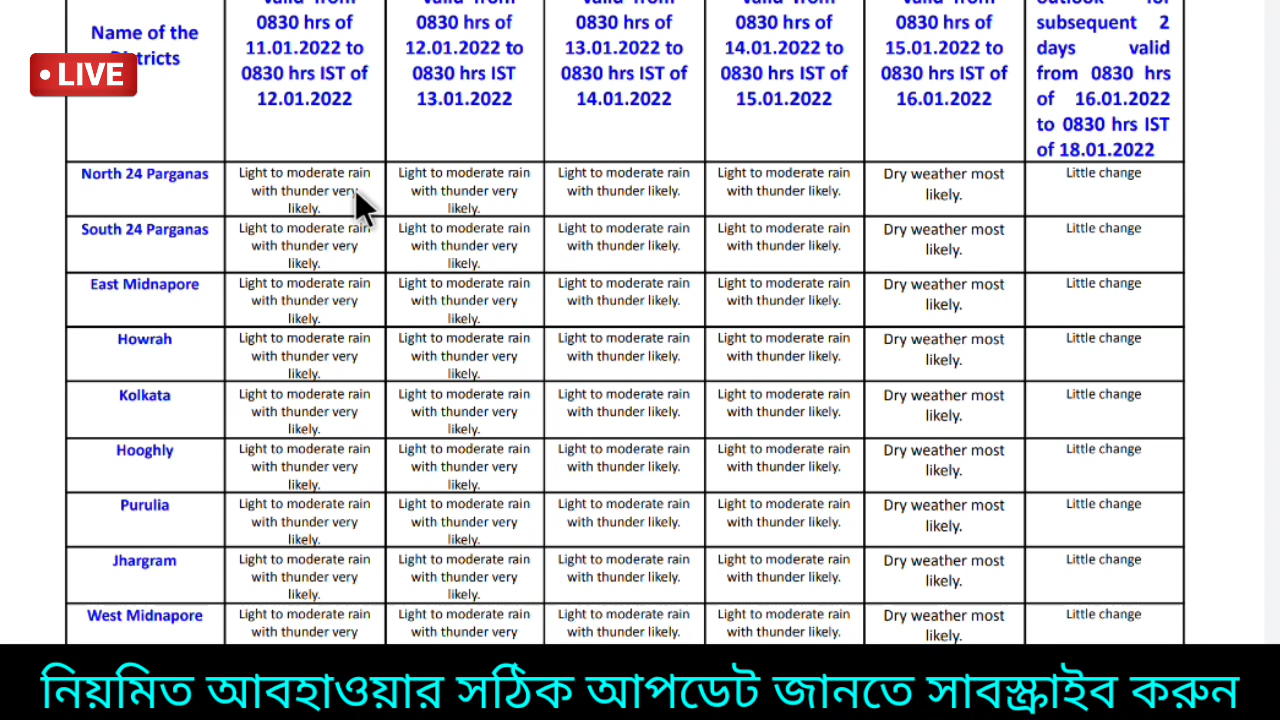 Name of the
Districts
valid from
0830 hrs of
11.01.2022 to
0830 hrs IST of
12.01.2022
valid from
0830 hrs of
12.01.2022 to
0830 hrs IST
13.01.2022
valid from
0830 hrs of
13.01.2022 to
0830 hrs IST of
14.01.2022
valid from
0830 hrs of
14.01.2022 to
0830 hrs IST of
15.01.2022
valid from
0830 hrs of
15.01.2022 to
0830 hrs IST of
16.01.2022
outlook for
subsequent 2
days valid
from 0830 hrs
of 16.01.2022
to 0830 hrs IST
of 18.01.2022
• LIVE
North 24 Parganas
Light to moderate rain
with thunder very
likely.
Light to moderate rain
with thunder very
likely.
Light to moderate rain
with thunder likely.
Light to moderate rain
with thunder likely.
Dry weather most
likely.
Little change
South 24 Parganas
Light to moderate rain
with thunder very
likely.
Light to moderate rain
with thunder very
likely.
Light to moderate rain
with thunder likely.
Light to moderate rain
with thunder likely.
Dry weather most
likely.
Little change
East Midnapore
Light to moderate rain
with thunder very
likely.
Light to moderate rain
with thunder very
likely.
Light to moderate rain
with thunder likely.
Light to moderate rain
with thunder likely.
Dry weather most
likely.
Little change
Howrah
Light to moderate rain
with thunder very
likely.
Light to moderate rain
with thunder very
likely.
Light to moderate rain
with thunder likely.
Light to moderate rain
with thunder likely.
Dry weather most
likely.
Little change
Kolkata
Light to moderate rain
with thunder very
likely.
Light to moderate rain
with thunder very
likely.
Light to moderate rain
with thunder likely.
Light to moderate rain
with thunder likely.
Dry weather most
likely.
Little change
Hooghly
Light to moderate rain
with thunder very
likely.
Light to moderate rain
with thunder very
likely.
Light to moderate rain
with thunder likely.
Light to moderate rain
with thunder likely.
Dry weather most
likely.
Little change
Purulia
Light to moderate rain
with thunder very
likely.
Light to moderate rain
with thunder very
likely.
Light to moderate rain
with thunder likely.
Light to moderate rain
with thunder likely.
Dry weather most
likely.
Little change
Jhargram
Light to moderate rain
with thunder very
likely.
Light to moderate rain
with thunder very
likely.
Light to moderate rain
with thunder likely.
Light to moderate rain
with thunder likely.
Dry weather most
likely.
Little change
West Midnapore
Light to moderate rain
with thunder very
Light to moderate rain
with thunder very
Light to moderate rain
with thunder likely.
Light to moderate rain
with thunder likely.
Dry weather most
likely.
Little change
নিয়মিত আবহাওয়ার সঠিক আপডেট জানতে সাবস্ক্রাইব করুন